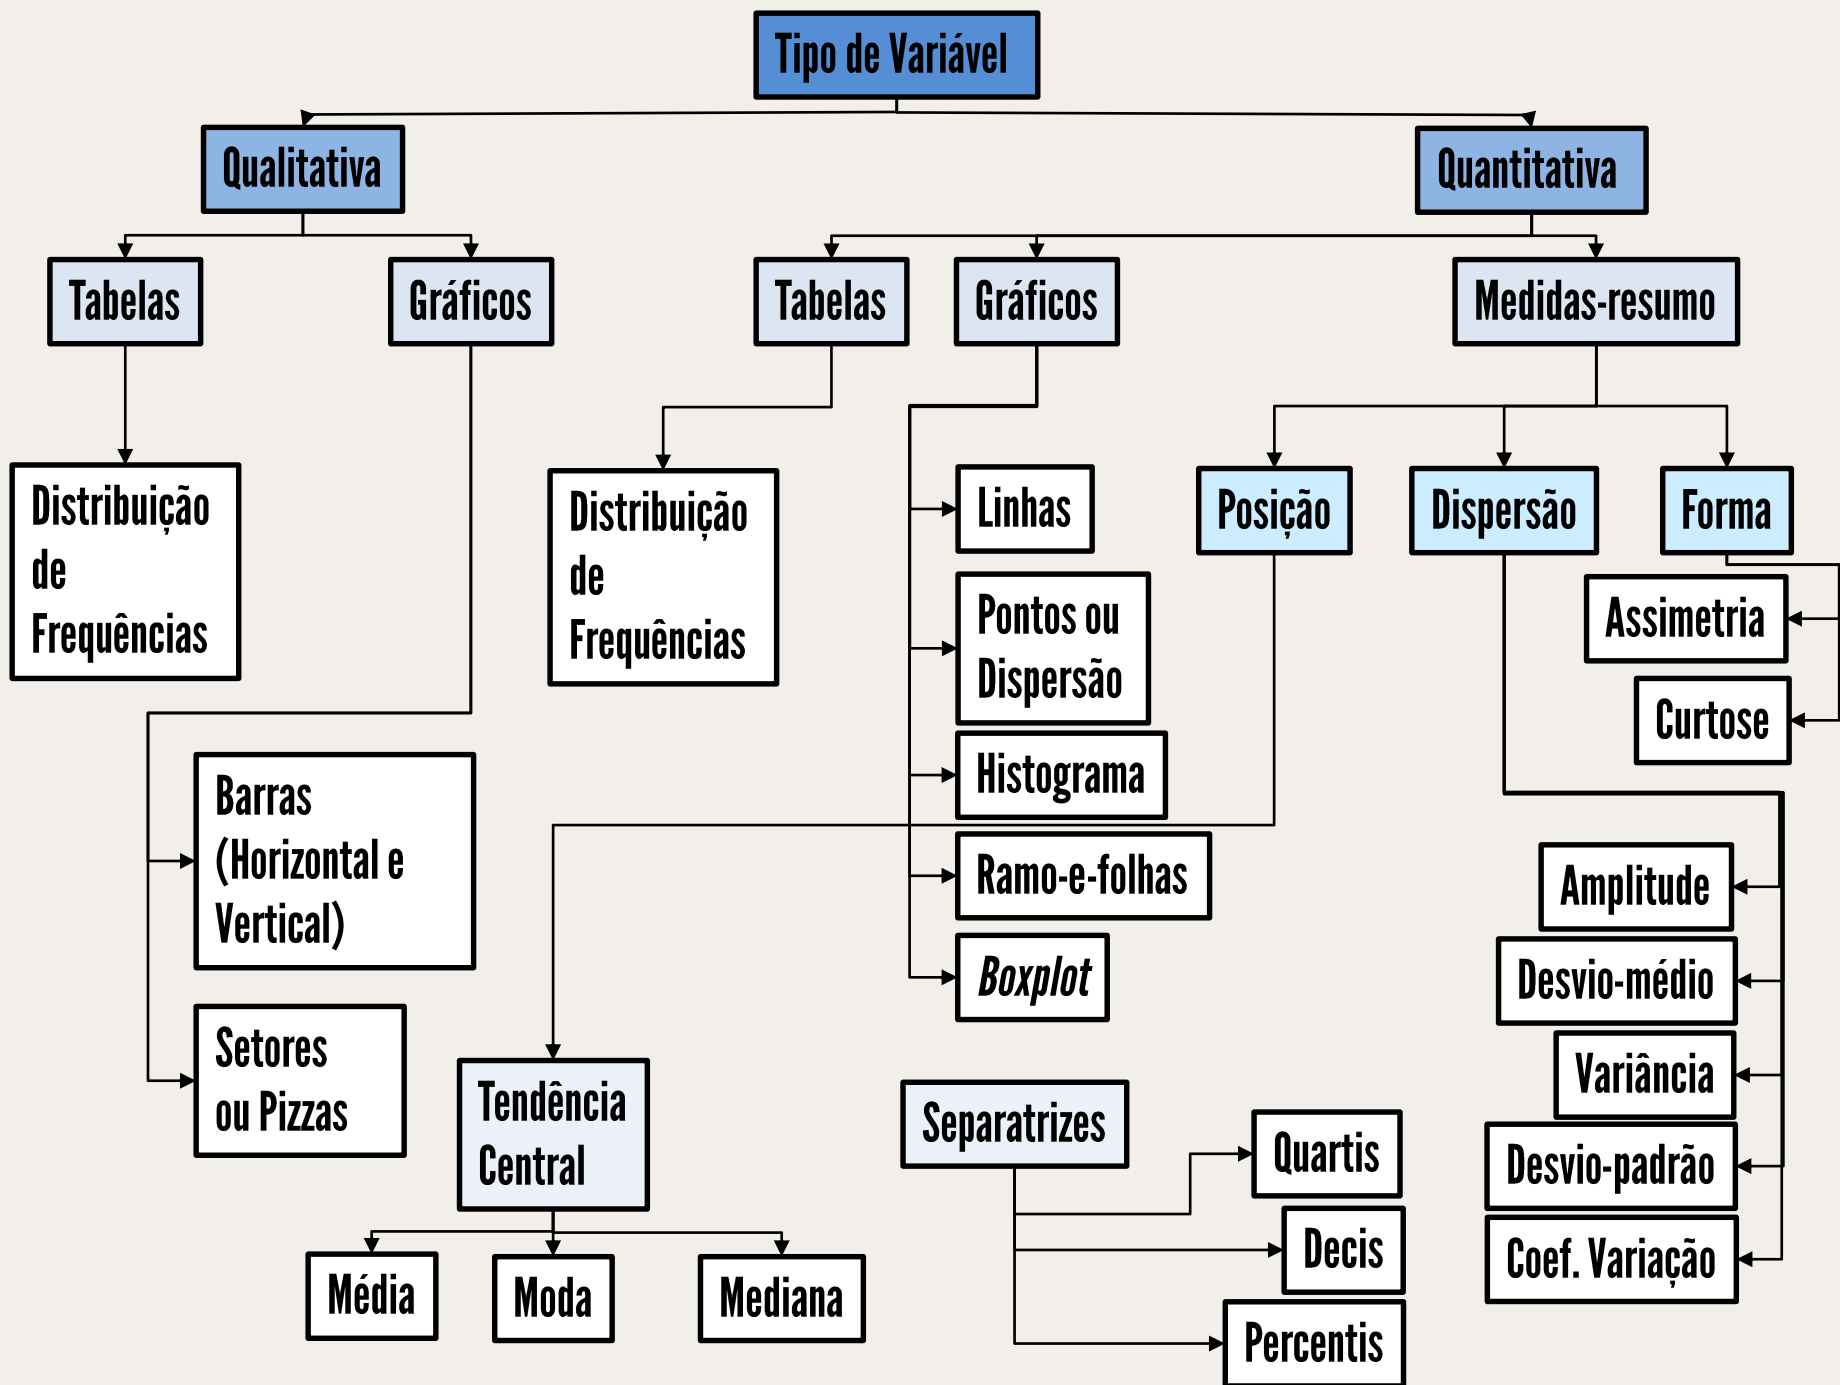 Tipo de Variável
Qualitativa
Quantitativa
Tabelas
Gráficos
Tabelas
Gráficos
Medidas-resumo
Distribuição
de
Frequências
Distribuição
de
Frequências
Linhas
Posição
Dispersão
Forma
Pontos ou
Dispersão
Assimetria
Curtose
Histograma
Barras
(Horizontal e
Vertical)
Ramo-e-folhas
Amplitude
Boxplot
Desvio-médio
Setores
ou Pizzas
Variância
Tendência
Central
Separatrizes
Quartis
Desvio-padrão
Decis
Coef. Variação
Média
Moda
Mediana
Percentis